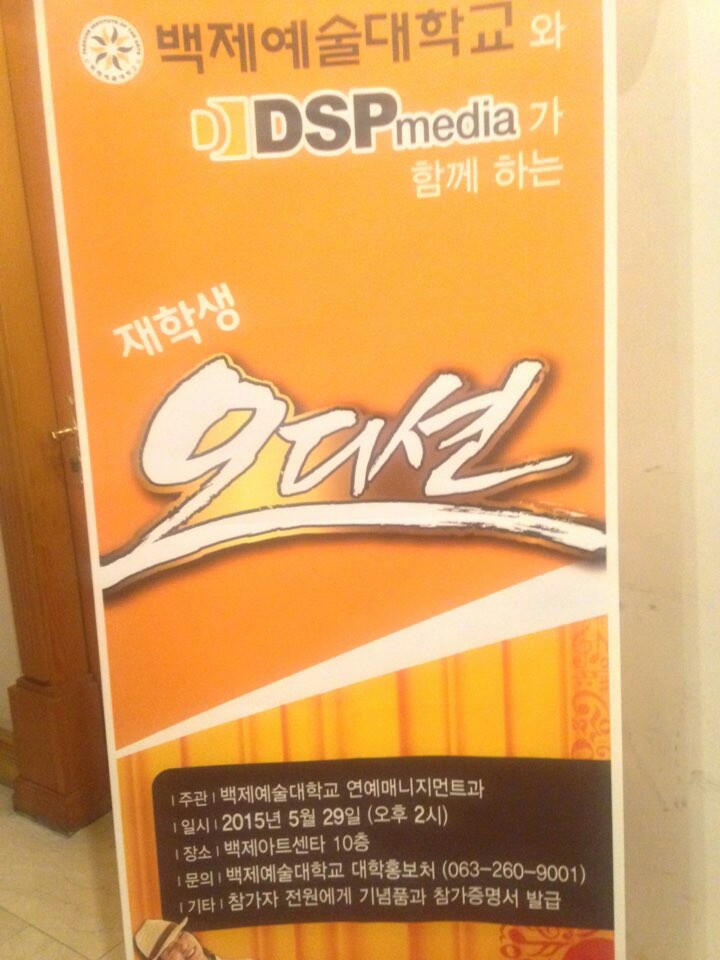 백제예술대학교 와
DSPmedia 가
함께 하는
재학생
오디션
| 주관 | 백제예술대학교 연예매니지먼트과
| 일시 | 2015년 5월 29일 (오후 2시)
| 장소 | 백제아트센타 10층
| 문의 | 백제예술대학교 대학홍보처 (063-260-9001)
| 기타 | 참가자 전원에게 기념품과 참가증명서 발급